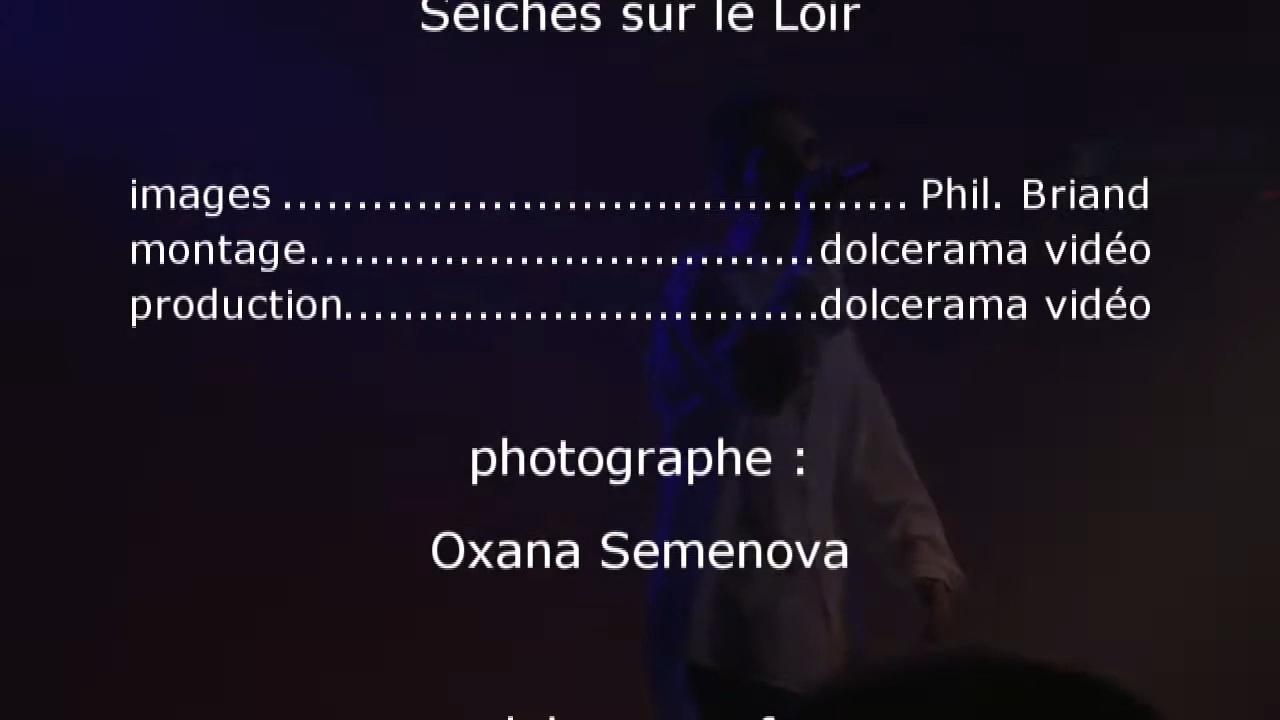 Seiches sur le Loir
images .......................................... Phil. Briand
montage..................................dolcerama vidéo
production................................dolcerama vidéo
photographe :
Oxana Semenova